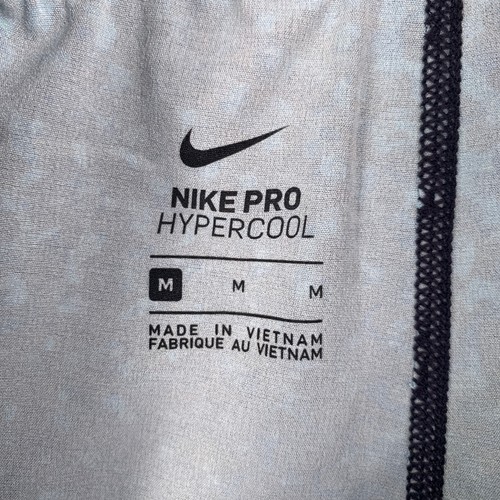 NIKE PRO
HYPERCOOL
M M M
MADE IN VIETNAM
FABRIQUE AU VIETNAM